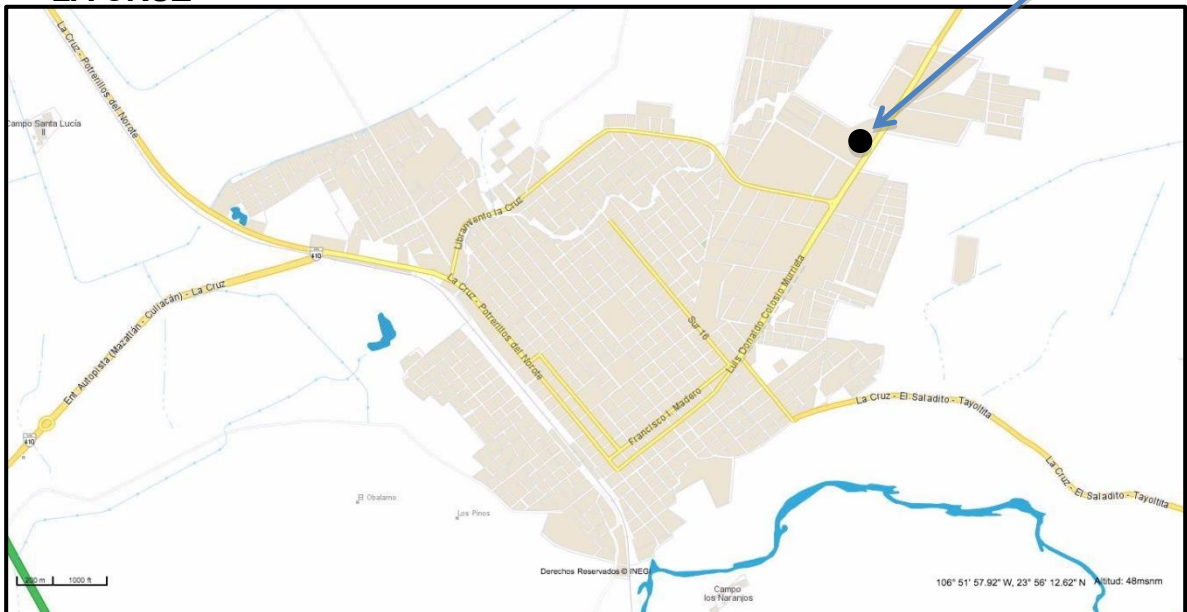 La Cruz - Potrerillos del Norote
Campo Santa Lucía
II
Libramiento la Cruz
410
La Cruz - Potrerillos del Norote
Ent. Autopista (Mazatlán - Culiacán) - La Cruz
Sur 16
Luis Donaldo Colosio Murrieta
Francisco I. Madero
La Cruz - El Saladito - Tayoltita
410
La Cruz - El Saladito - Tayoltita
Los Pinos
200 m
1000 ft
Derechos Reservados © INEGI
Campo
los Naranjos
106° 51' 57.92" W, 23° 56' 12.62" N
Altitud: 48msnm